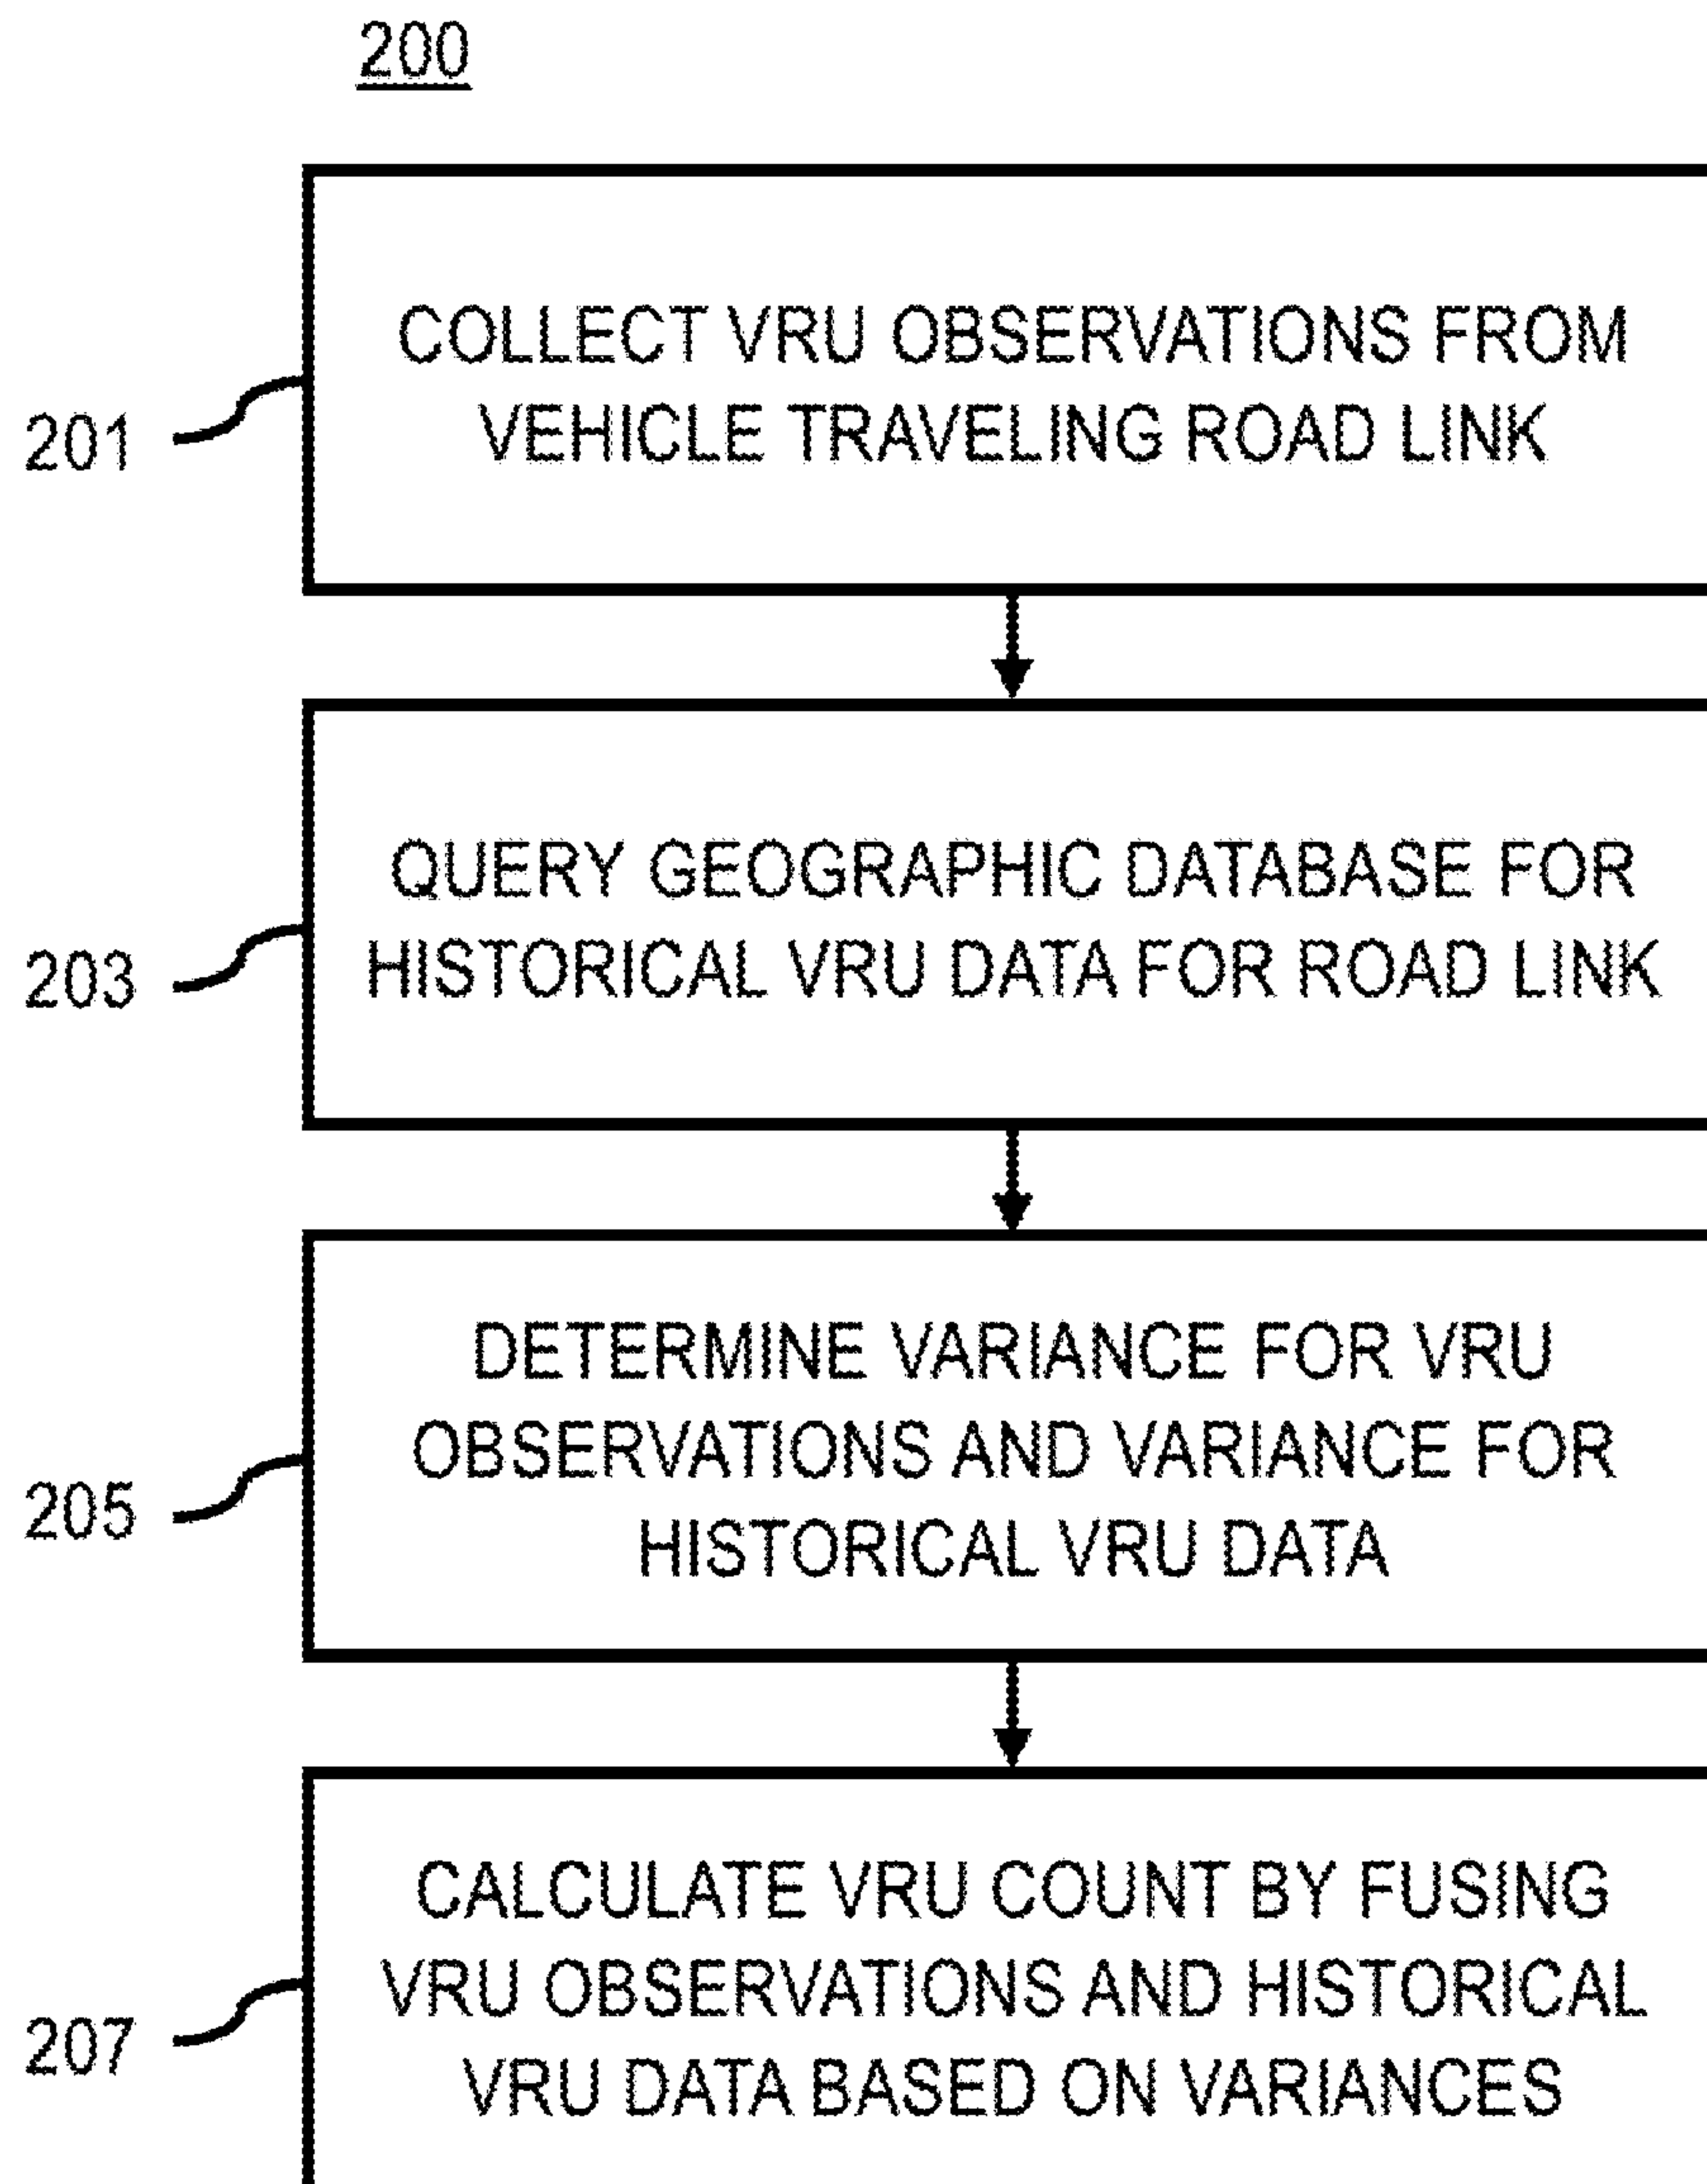 200
COLLECT VRU OBSERVATIONS FROM
VEHICLE TRAVELING ROAD LINK
201
QUERY GEOGRAPHIC DATABASE FOR
HISTORICAL VRU DATA FOR ROAD LINK
203
DETERMINE VARIANCE FOR VRU
OBSERVATIONS AND VARIANCE FOR
HISTORICAL VRU DATA
205
CALCULATE VRU COUNT BY FUSING
VRU OBSERVATIONS AND HISTORICAL
VRU DATA BASED ON VARIANCES
207